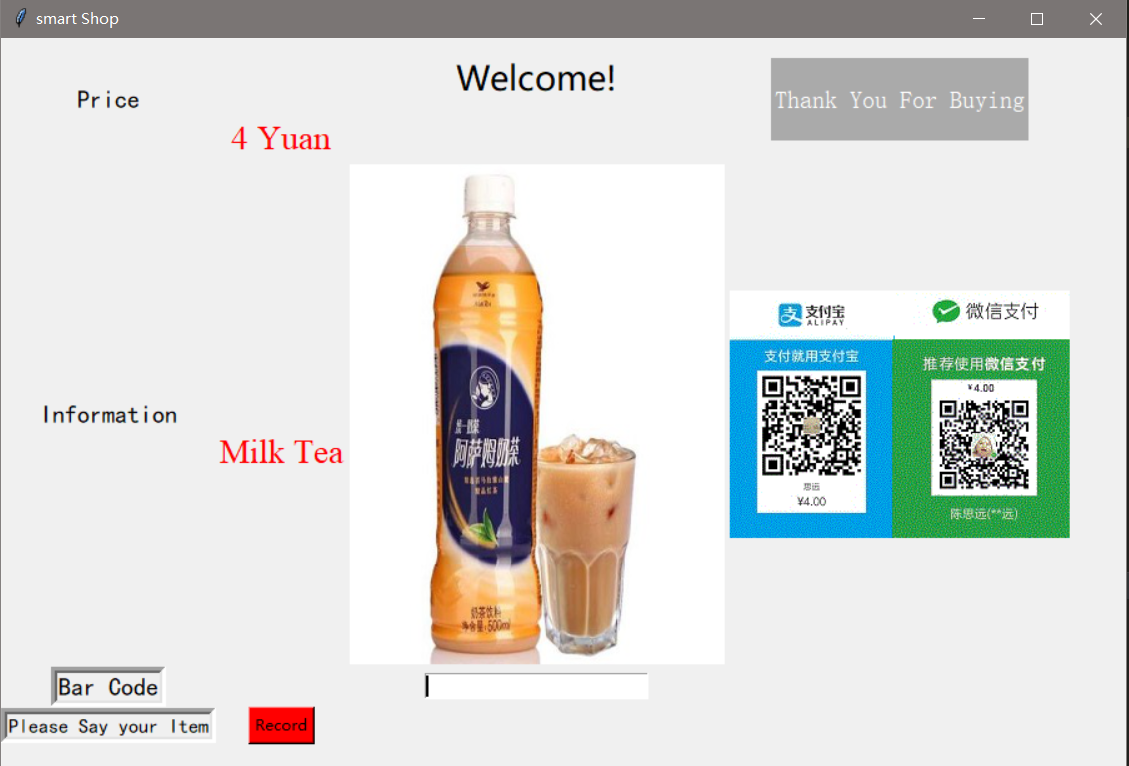 smart Shop
Welcome!
Price
Thank You For Buying
4 Yuan
支付宝
ALIPAY
微信支付
支付就用支付宝
推荐使用微信支付
¥4.00
思远
¥4.00
陈思远(**远)
Information
Milk Tea
统一奶茶
阿萨姆奶茶
奶茶饮料
净含量:500ml
Bar Code
Please Say your Item
Record